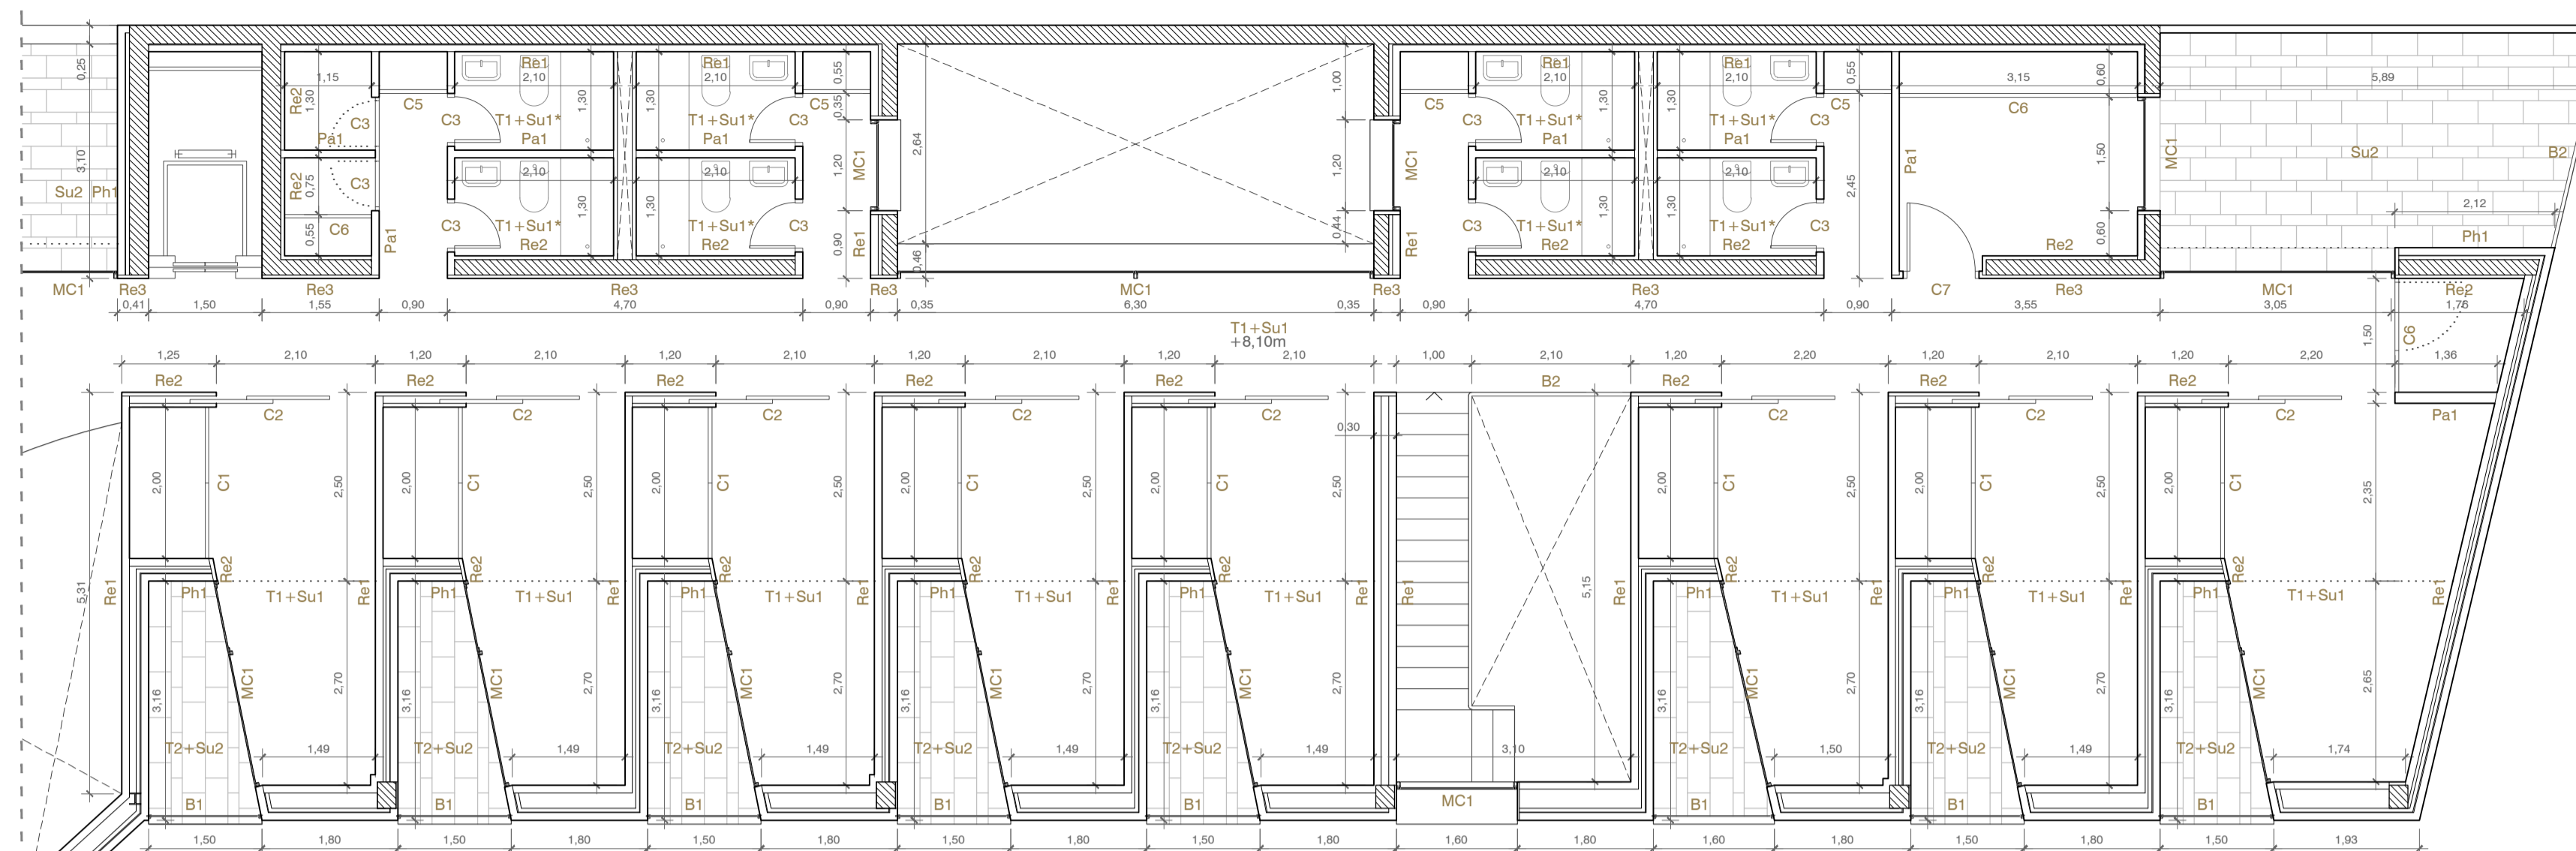 0,25
3,10
Su2 Ph1
MC1
1,15
Re2
1,30
Pa1
C3
Re2
0,75
C3
0,55
C6
Pa1
C5
C3
Re1
2,10
1,30
T1+Su1*
Pa1
C3
2,10
1,30
T1+Su1*
Re2
Re1
2,10
1,30
T1+Su1*
Pa1
C3
2,10
1,30
T1+Su1*
Re2
C3
0,55
C5
0,35
1,20
MC1
0,90
Re1
2,64
0,46
1,00
1,20
0,44
MC1
Re1
C5
C3
Re1
2,10
1,30
T1+Su1*
Pa1
C3
2,10
1,30
T1+Su1*
Re2
Re1
2,10
1,30
T1+Su1*
Pa1
C3
2,10
1,30
T1+Su1*
Re2
C3
0,55
C5
2,45
Pa1
3,15
C6
0,60
1,50
0,60
MC1
Re2
5,89
Su2
B2
2,12
Ph1
Re3
Re3
Re3
Re3
MC1
Re3
Re3
C7
Re3
MC1
Re2
0,41
1,50
1,55
0,90
4,70
0,90
0,35
6,30
0,35
0,90
4,70
0,90
3,55
3,05
1,76
T1+Su1
+8,10m
1,50
C6
1,36
1,25
2,10
1,20
2,10
1,20
2,10
1,20
2,10
1,20
2,10
1,00
2,10
1,20
2,20
1,20
2,10
1,20
2,20
Re2
Re2
Re2
Re2
Re2
B2
Re2
Re2
Re2
C2
C2
C2
C2
C2
C2
C2
C2
Pa1
0,30
2,00
C1
2,50
2,00
C1
2,50
2,00
C1
2,50
2,00
C1
2,50
2,00
C1
2,50
2,00
C1
2,50
2,00
C1
2,50
2,00
C1
2,35
5,31
Re1
Ph1
Re2
T1+Su1
Re1
Ph1
Re2
T1+Su1
Re1
Ph1
Re2
T1+Su1
Re1
Ph1
Re2
T1+Su1
Re1
Ph1
Re2
T1+Su1
Re1
Re1
5,15
Re1
Ph1
Re2
T1+Su1
Re1
Ph1
Re2
T1+Su1
Re1
Ph1
Re2
T1+Su1
Re1
3,16
MC1
2,70
3,16
MC1
2,70
3,16
MC1
2,70
3,16
MC1
2,70
3,16
MC1
2,70
3,16
MC1
2,70
3,16
MC1
2,70
3,16
MC1
2,65
T2+Su2
1,49
T2+Su2
1,49
T2+Su2
1,49
T2+Su2
1,49
T2+Su2
1,49
3,10
T2+Su2
1,50
T2+Su2
1,49
T2+Su2
1,74
B1
B1
B1
B1
B1
MC1
B1
B1
B1
1,50
1,80
1,50
1,80
1,50
1,80
1,50
1,80
1,50
1,80
1,60
1,80
1,60
1,80
1,50
1,80
1,50
1,93